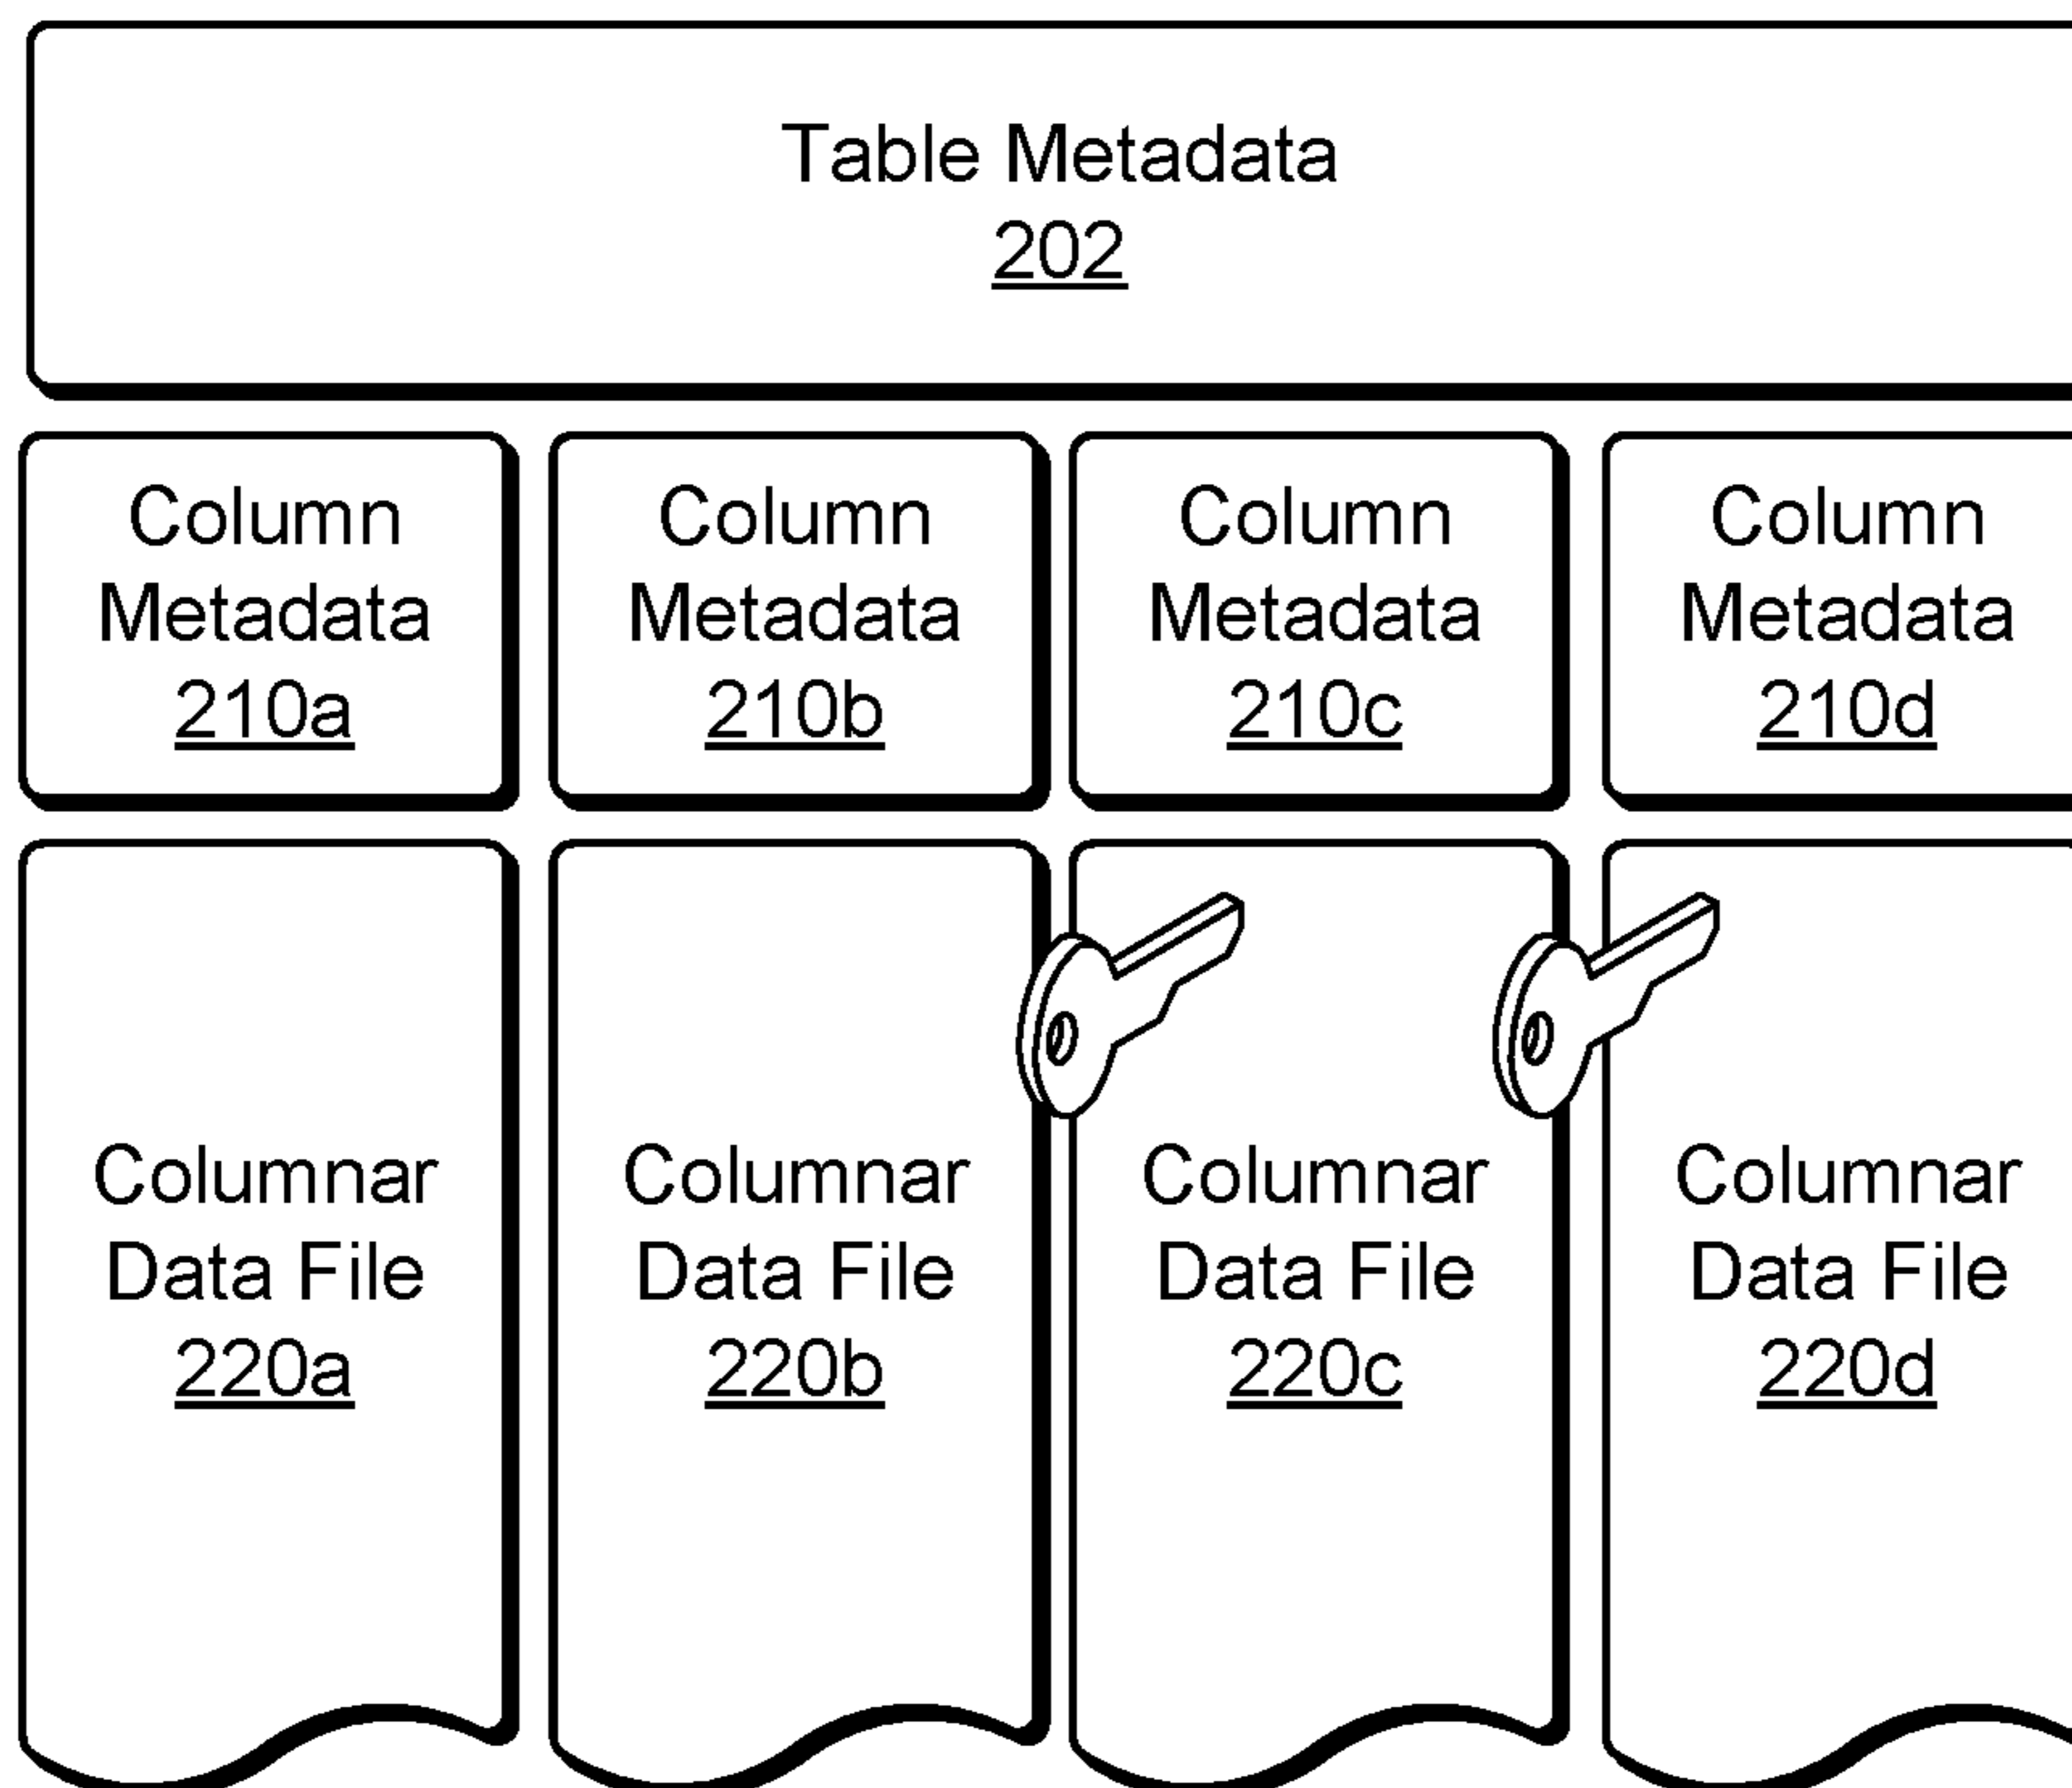 Table Metadata
202
Column
Metadata
210a
Column
Metadata
210b
Column
Metadata
210c
Column
Metadata
210d
Columnar
Data File
220a
Columnar
Data File
220b
Columnar
Data File
220c
Columnar
Data File
220d